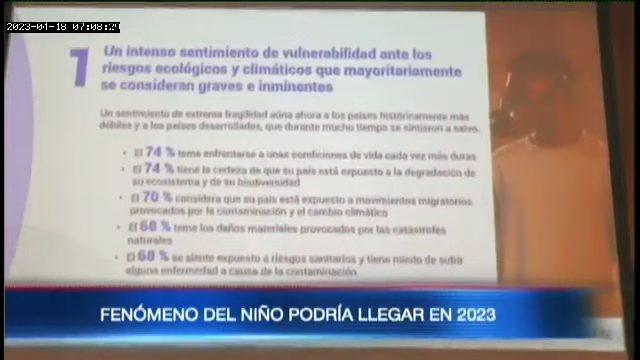 2023-04-18 07:08:29
1
Un intenso sentimiento de vulnerabilidad ante los
riesgos ecológicos y climáticos que mayoritariamente
se consideran graves e inminentes
Un sentimiento de extrema fragilidad aúna ahora a los países históricamente más
débiles y a los países desarrollados, que durante mucho tiempo se sintieron a salvo.
• El 74 % teme enfrentarse a unas condiciones de vida cada vez más duras
• El 74 % tiene la certeza de que su país está expuesto a la degradación de
su ecosistema y de su biodiversidad
• El 70 % considera que su país está expuesto a movimientos migratorios
provocados por la contaminación y el cambio climático
• El 68 % teme los daños materiales provocados por las catástrofes
naturales
• El 68 % se siente expuesto a riesgos sanitarios y tiene miedo de sufrir
alguna enfermedad a causa de la contaminación
FENÓMENO DEL NIÑO PODRÍA LLEGAR EN 2023